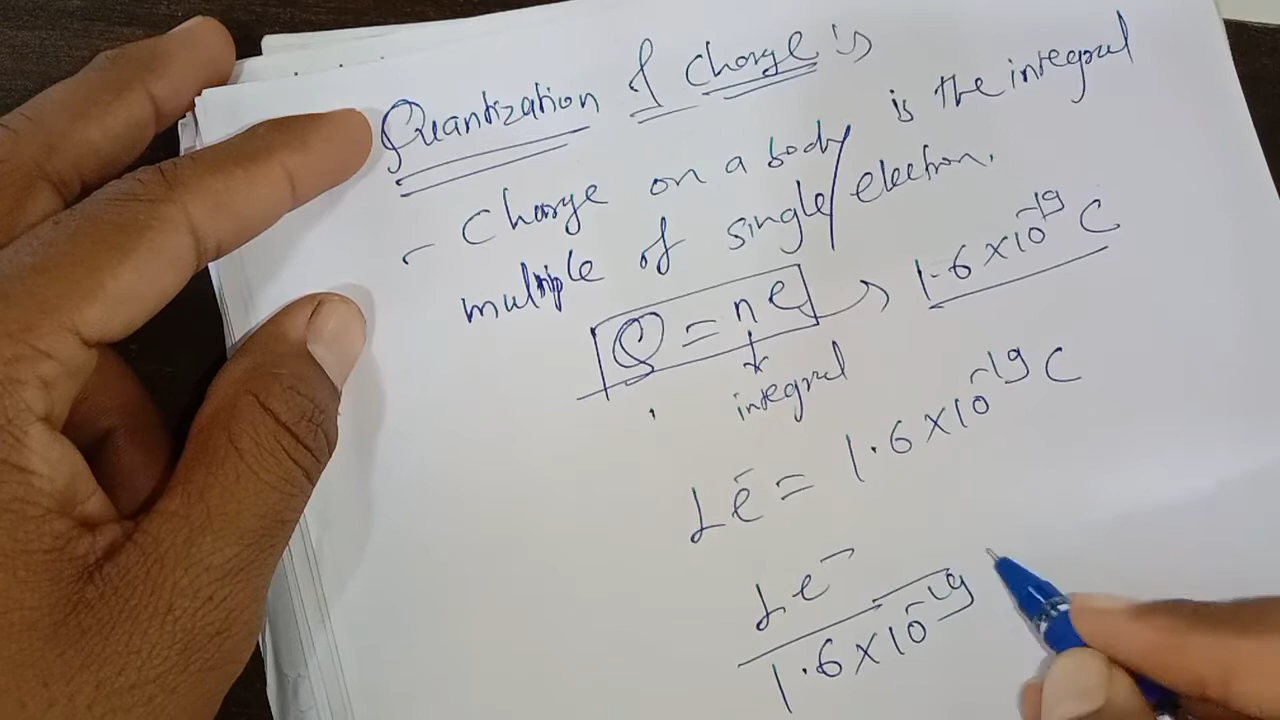 Quantization of Charge is
- Charge on a body is the integral
multiple of single/electron.
Q = ne → 1.6×10⁻¹⁹ C
integral
1e⁻ = 1.6×10⁻¹⁹ C
1e⁻
1.6×10⁻¹⁹